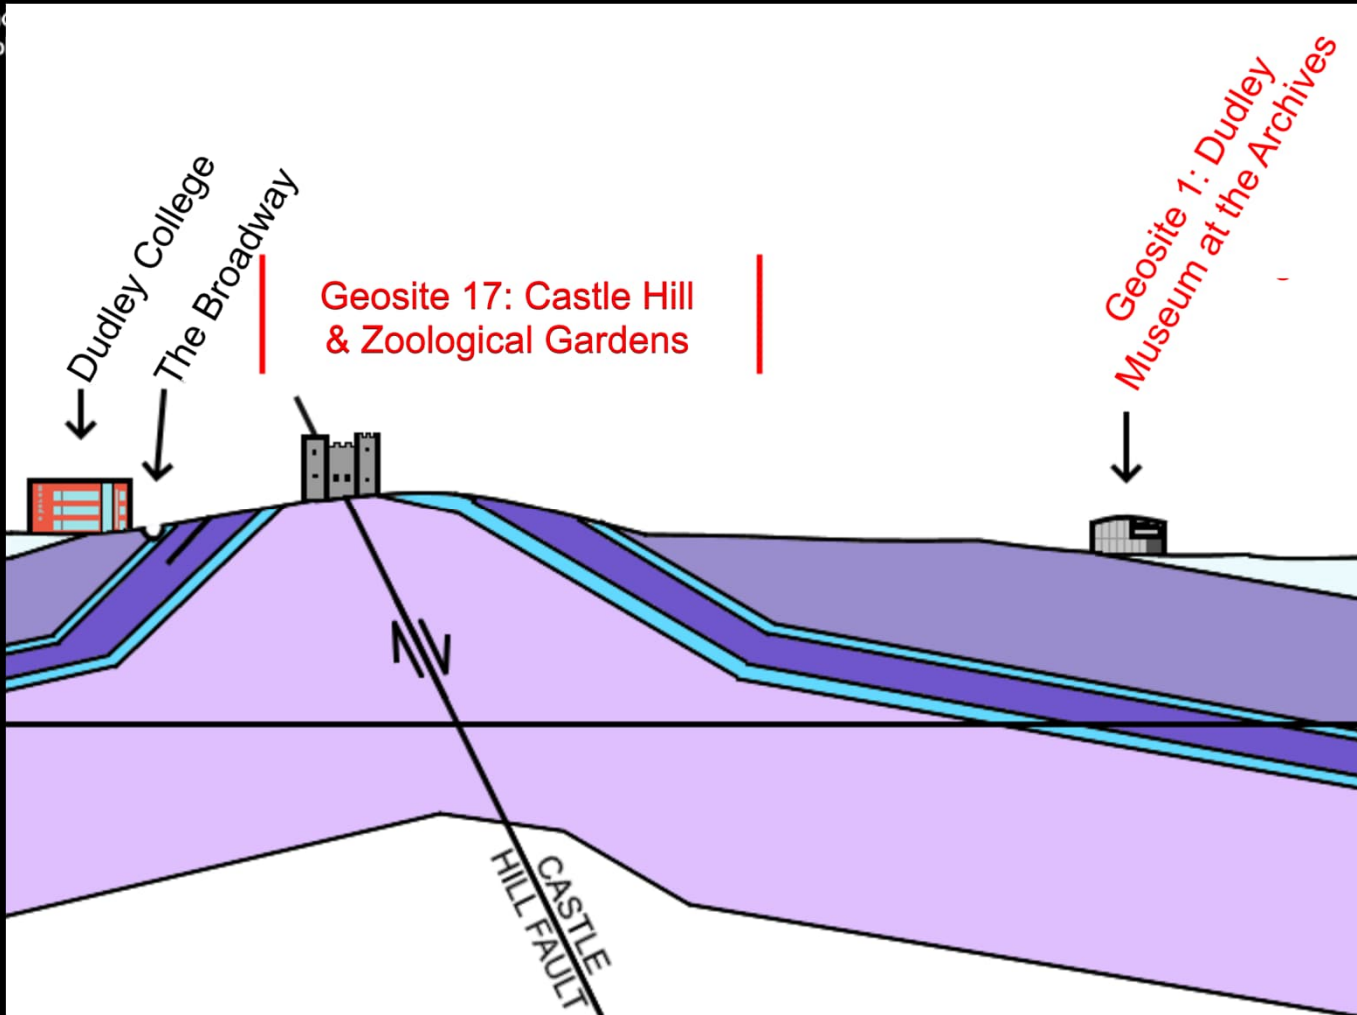 Dudley College
The Broadway
Geosite 17: Castle Hill
& Zoological Gardens
Geosite 1: Dudley
Museum at the Archives
CASTLE
HILL FAULT